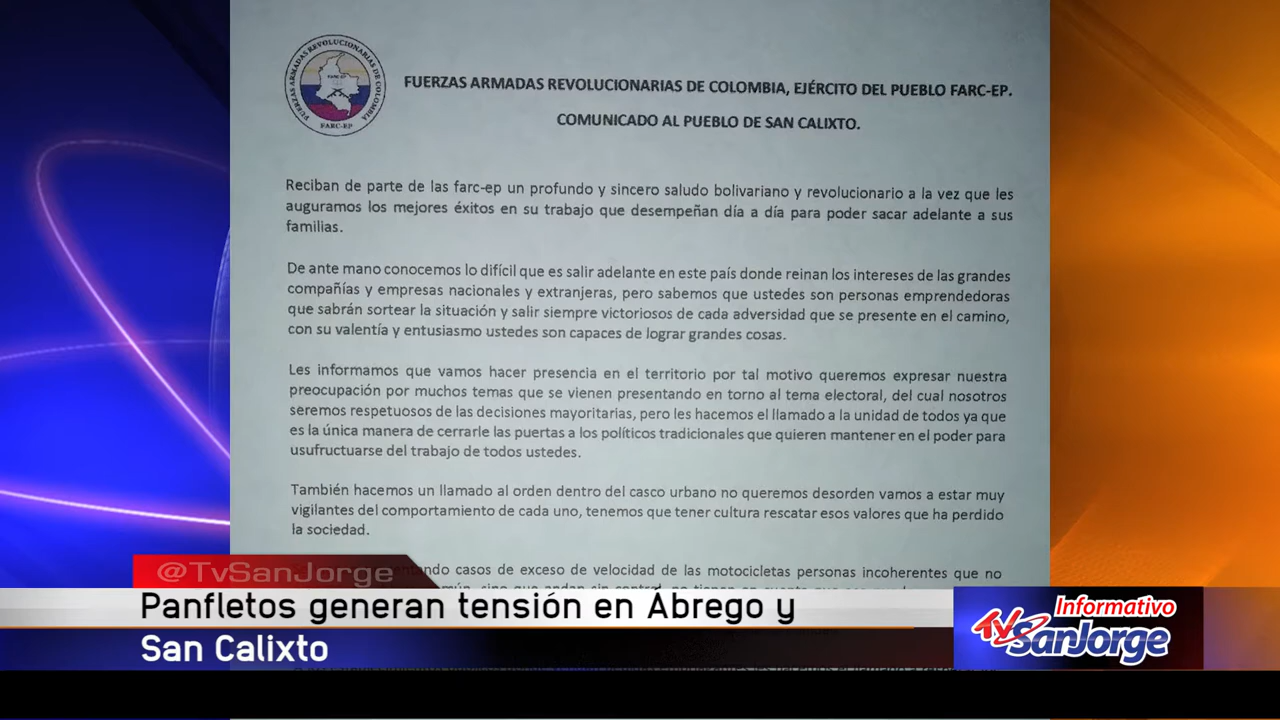 FUERZAS ARMADAS REVOLUCIONARIAS DE COLOMBIA
FARC-EP
FARC-EP
FUERZAS ARMADAS REVOLUCIONARIAS DE COLOMBIA, EJÉRCITO DEL PUEBLO FARC-EP.
COMUNICADO AL PUEBLO DE SAN CALIXTO.
Reciban de parte de las farc-ep un profundo y sincero saludo bolivariano y revolucionario a la vez que les
auguramos los mejores éxitos en su trabajo que desempeñan día a día para poder sacar adelante a sus
familias.
De ante mano conocemos lo difícil que es salir adelante en este país donde reinan los intereses de las grandes
compañías y empresas nacionales y extranjeras, pero sabemos que ustedes son personas emprendedoras
que sabrán sortear la situación y salir siempre victoriosos de cada adversidad que se presente en el camino,
con su valentía y entusiasmo ustedes son capaces de lograr grandes cosas.
Les informamos que vamos hacer presencia en el territorio por tal motivo queremos expresar nuestra
preocupación por muchos temas que se vienen presentando en torno al tema electoral, del cual nosotros
seremos respetuosos de las decisiones mayoritarias, pero les hacemos el llamado a la unidad de todos ya que
es la única manera de cerrarle las puertas a los políticos tradicionales que quieren mantener en el poder para
usufructuarse del trabajo de todos ustedes.
También hacemos un llamado al orden dentro del casco urbano no queremos desorden vamos a estar muy
vigilantes del comportamiento de cada uno, tenemos que tener cultura rescatar esos valores que ha perdido
la sociedad.
casos de exceso de velocidad de las motocicletas personas incoherentes que no
@TvSanJorge
Panfletos generan tensión en Ábrego y
San Calixto
Informativo
TV SanJorge